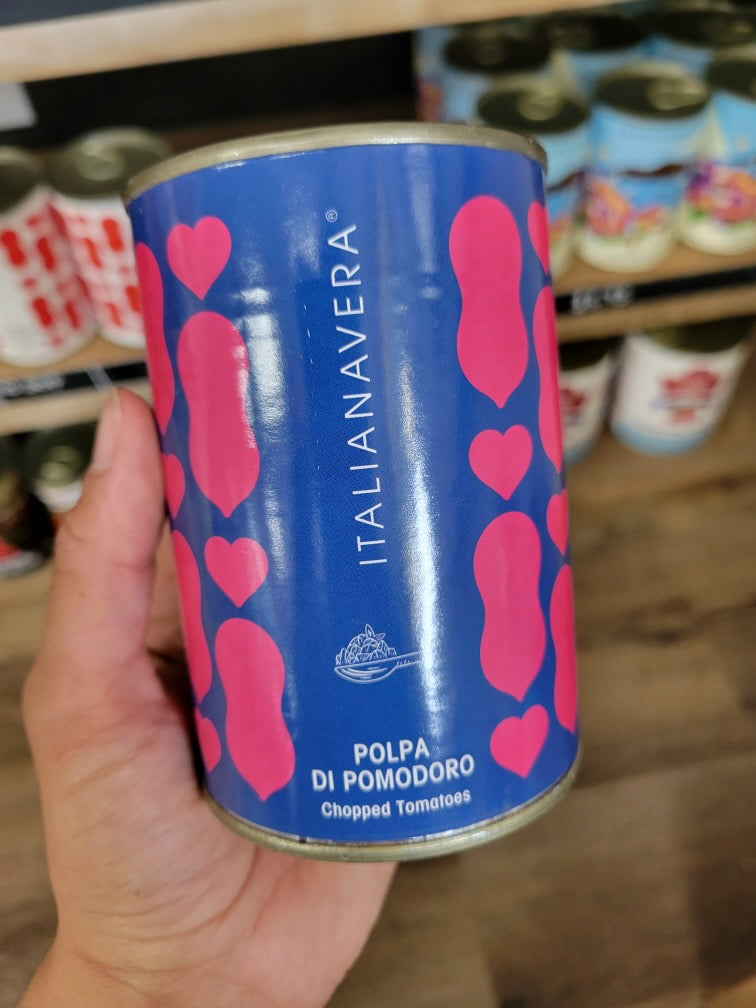 ITALIANAVERA®
POLPA
DI POMODORO
Chopped Tomatoes